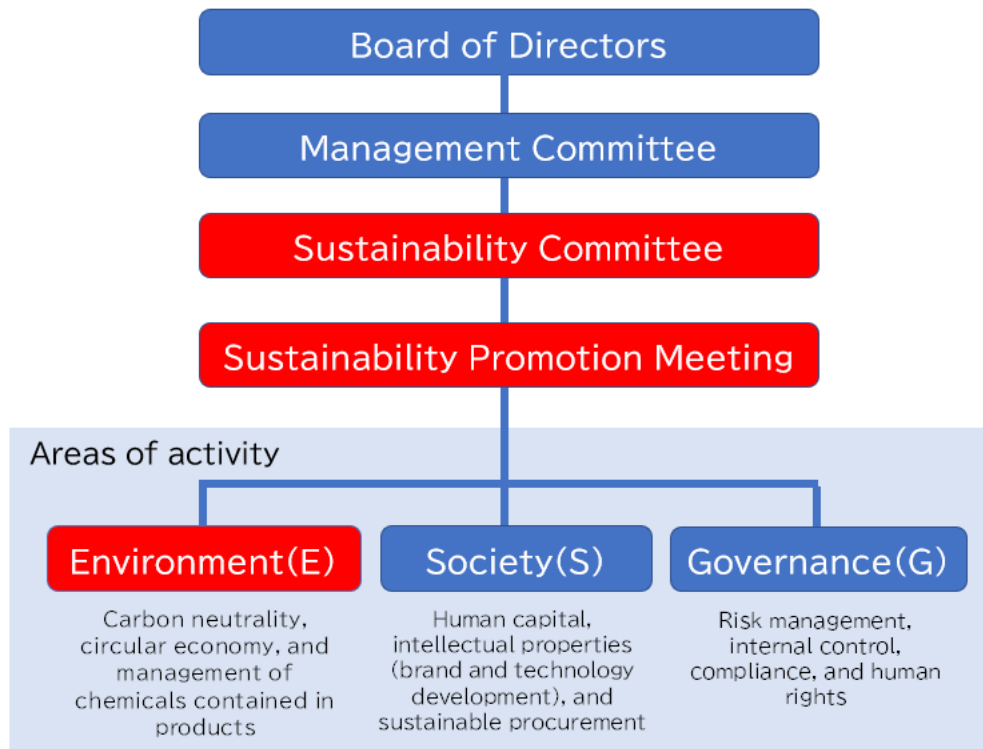 Board of Directors
Management Committee
Sustainability Committee
Sustainability Promotion Meeting
Areas of activity
Environment(E)
Carbon neutrality,
circular economy, and
management of
chemicals contained in
products
Society(S)
Human capital,
intellectual properties
(brand and technology
development), and
sustainable procurement
Governance(G)
Risk management,
internal control,
compliance, and human
rights